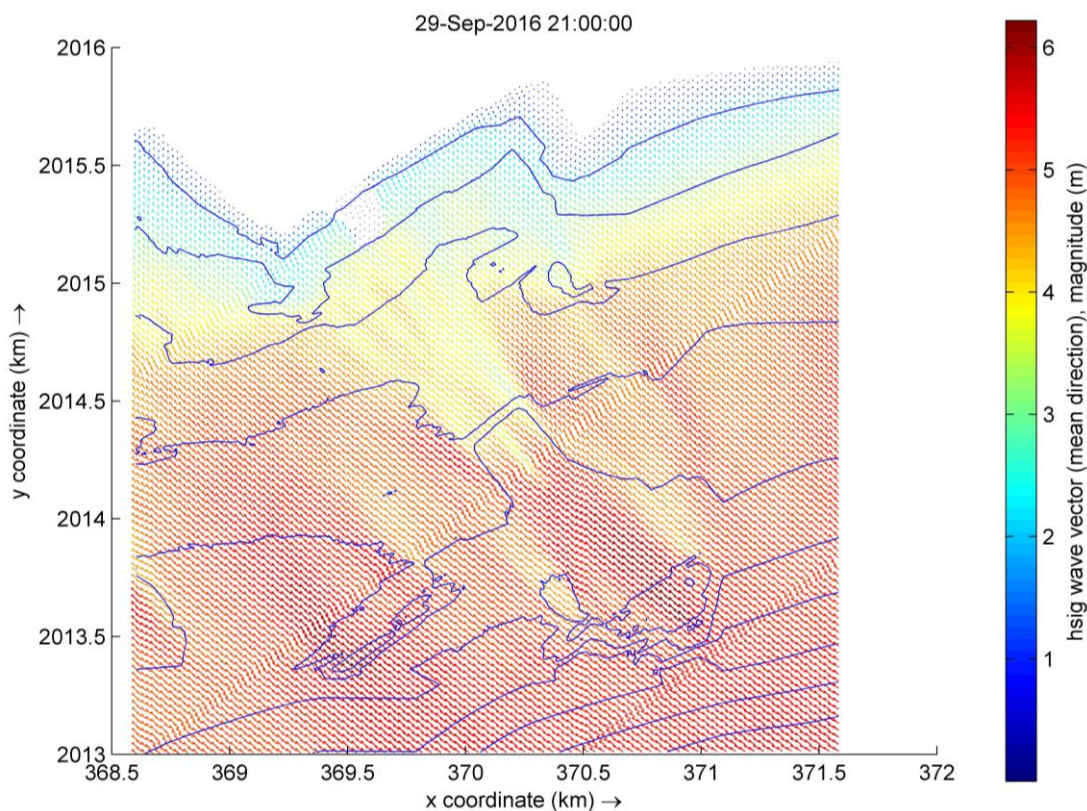 29-Sep-2016 21:00:00
2016
2015.5
2015
2014.5
2014
2013.5
2013
y coordinate (km) →
368.5 369 369.5 370 370.5 371 371.5 372
x coordinate (km) →
6
5
4
3
2
1
hsig wave vector (mean direction), magnitude (m)